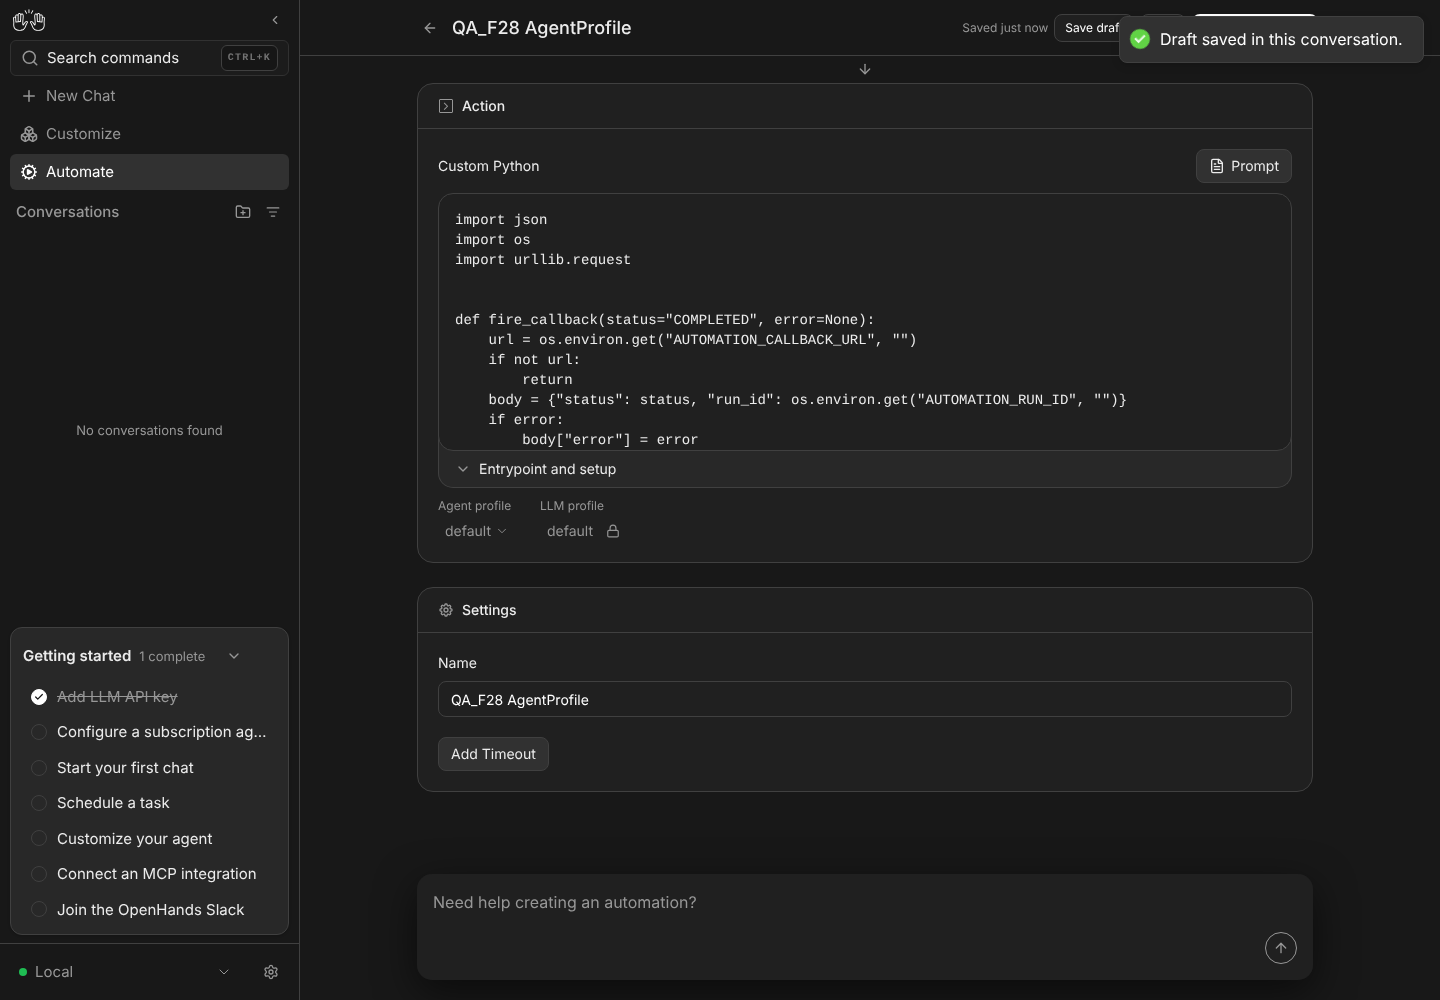 QA_F28 AgentProfile
Saved just now
Save draf
Draft saved in this conversation.
Search commands
CTRL+K
New Chat
Customize
Automate
Conversations
No conversations found
Getting started 1 complete
Add LLM API key
Configure a subscription ag...
Start your first chat
Schedule a task
Customize your agent
Connect an MCP integration
Join the OpenHands Slack
Local
Action
Custom Python
Prompt
import json
import os
import urllib.request
def fire_callback(status="COMPLETED", error=None):
    url = os.environ.get("AUTOMATION_CALLBACK_URL", "")
    if not url:
        return
    body = {"status": status, "run_id": os.environ.get("AUTOMATION_RUN_ID", "")}
    if error:
        body["error"] = error
Entrypoint and setup
Agent profile LLM profile
default default
Settings
Name
QA_F28 AgentProfile
Add Timeout
Need help creating an automation?